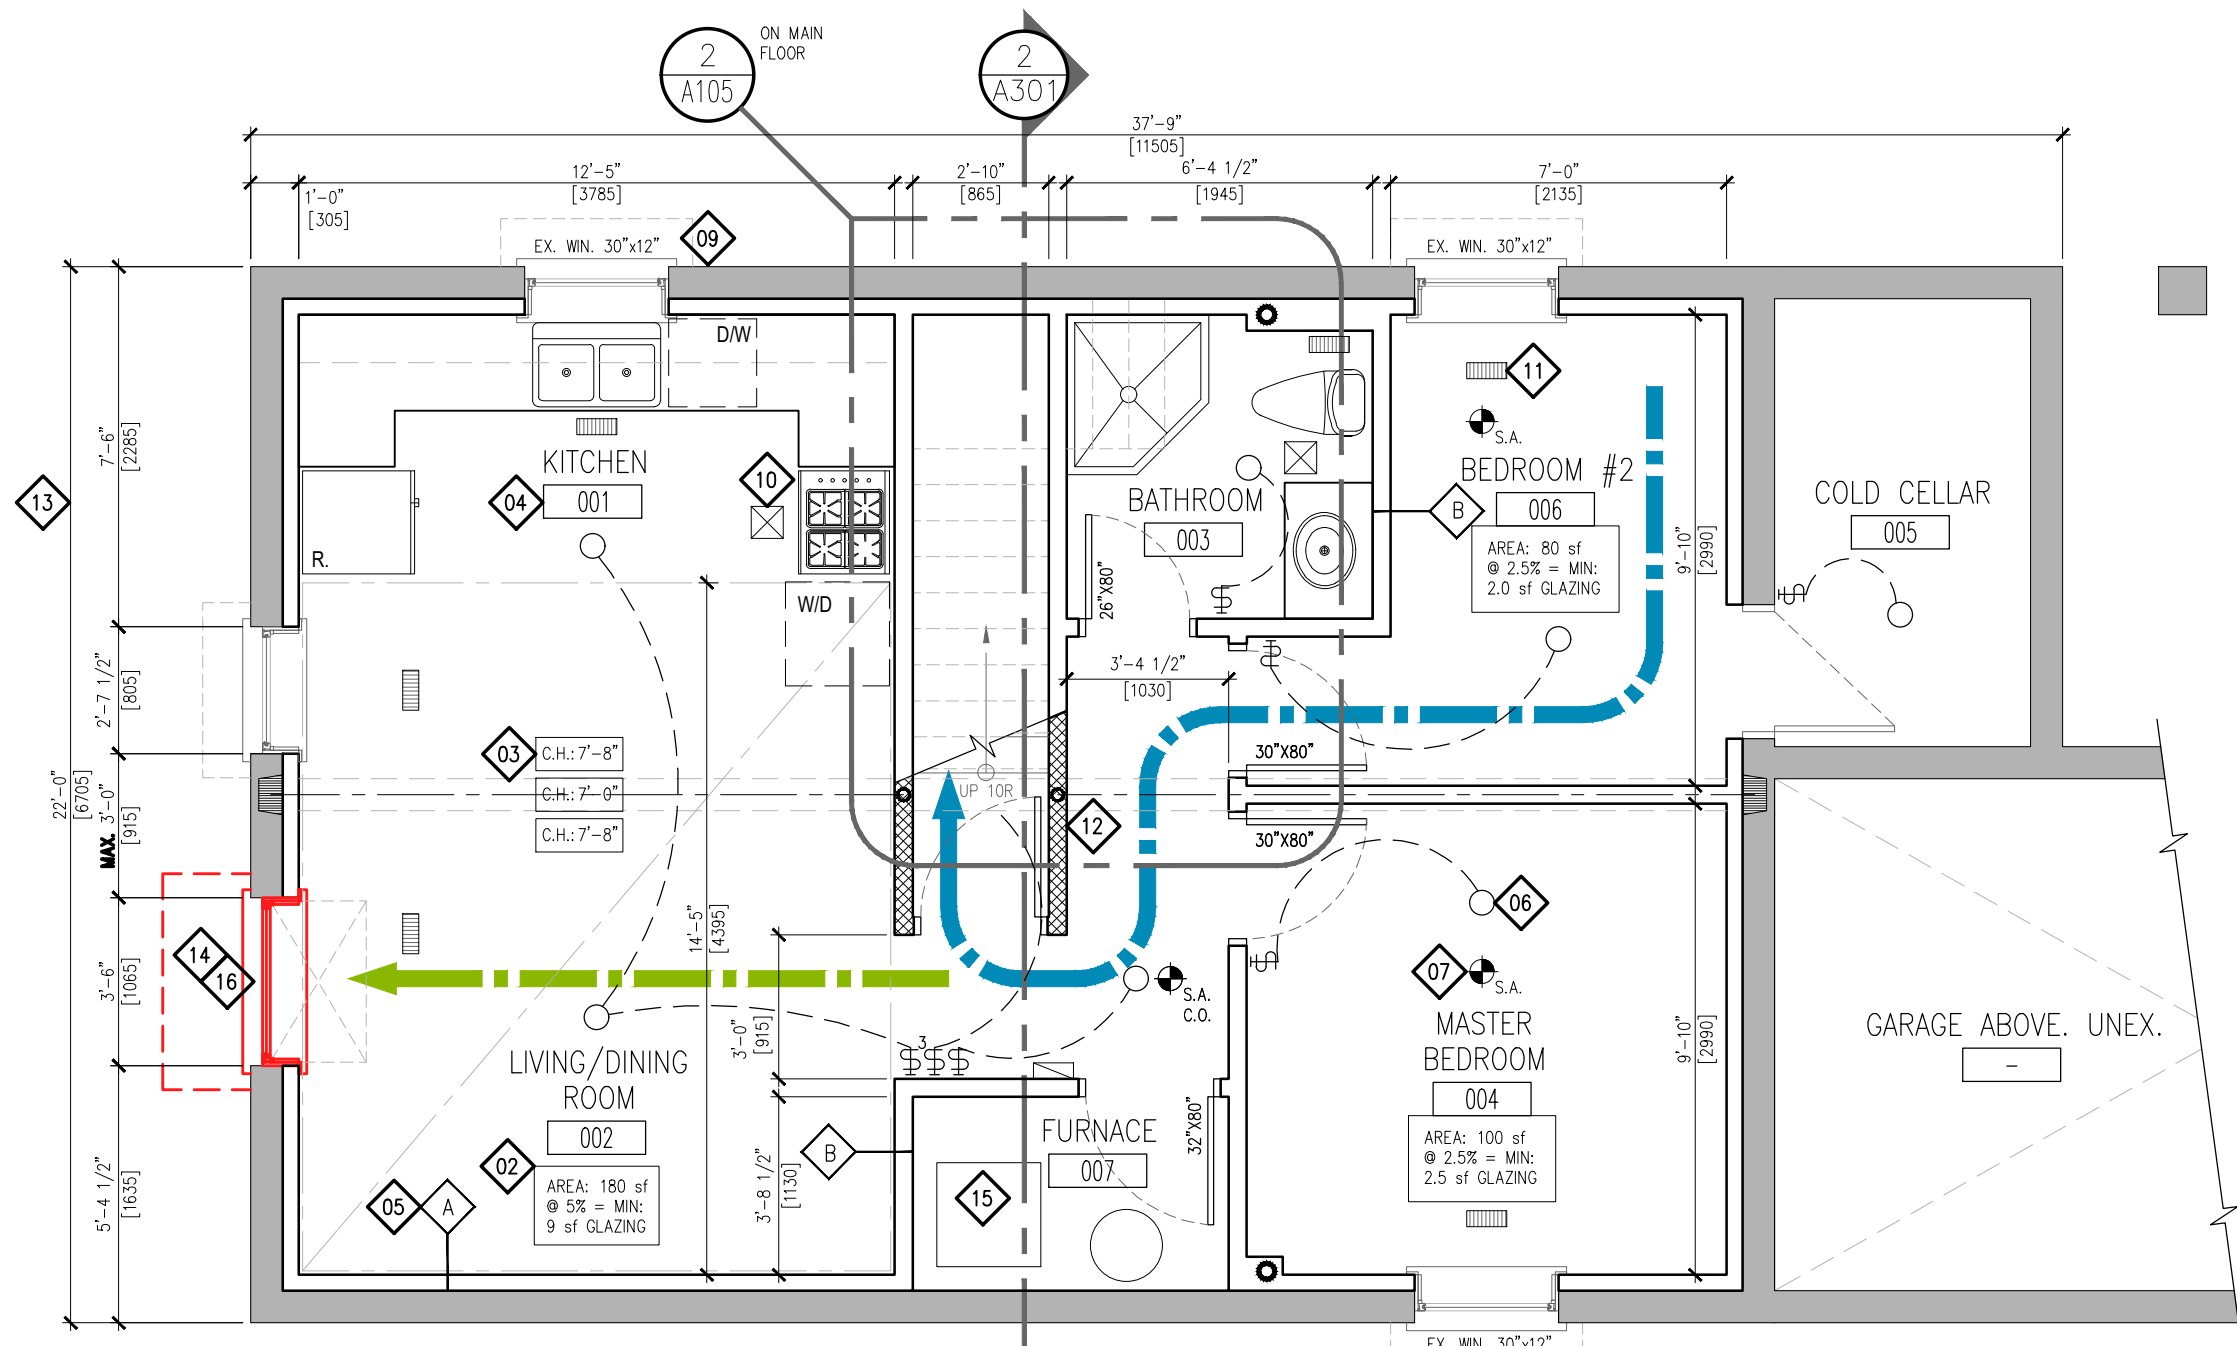 2
A105
ON MAIN
FLOOR
2
A301
37'-9"
[11505]
1'-0"
[305]
12'-5"
[3785]
2'-10"
[865]
6'-4 1/2"
[1945]
7'-0"
[2135]
EX. WIN. 30"x12"
09
EX. WIN. 30"x12"
D/W
11
S.A.
7'-6"
[2285]
13
KITCHEN
04
001
10
R.
BATHROOM
003
BEDROOM #2
B
006
AREA: 80 sf
@ 2.5% = MIN:
2.0 sf GLAZING
9'-10"
[2990]
COLD CELLAR
005
W/D
26"X80"
2'-7 1/2"
[805]
3'-4 1/2"
[1030]
03
C.H.: 7'-8"
C.H.: 7'-0"
C.H.: 7'-8"
UP 10R
30"X80"
30"X80"
12
22'-0"
[6705]
MAX. 3'-0"
[915]
14
16
3'-6"
[1065]
14'-5"
[4395]
06
07
S.A.
S.A.
C.O.
3'-0"
[915]
3
LIVING/DINING
ROOM
002
02
AREA: 180 sf
@ 5% = MIN:
9 sf GLAZING
MASTER
BEDROOM
004
AREA: 100 sf
@ 2.5% = MIN:
2.5 sf GLAZING
9'-10"
[2990]
GARAGE ABOVE. UNEX.
-
FURNACE
007
32"X80"
B
15
3'-8 1/2"
[1130]
05
A
5'-4 1/2"
[1635]
EX. WIN. 30"x12"